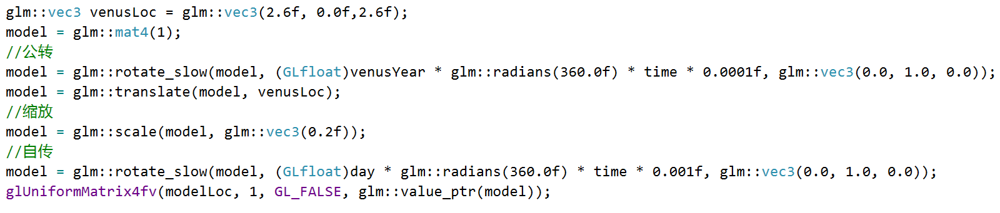 glm::vec3 venusLoc = glm::vec3(2.6f, 0.0f,2.6f);
model = glm::mat4(1);
//公转
model = glm::rotate_slow(model, (GLfloat)venusYear * glm::radians(360.0f) * time * 0.0001f, glm::vec3(0.0, 1.0, 0.0));
model = glm::translate(model, venusLoc);
//缩放
model = glm::scale(model, glm::vec3(0.2f));
//自传
model = glm::rotate_slow(model, (GLfloat)day * glm::radians(360.0f) * time * 0.001f, glm::vec3(0.0, 1.0, 0.0));
glUniformMatrix4fv(modelLoc, 1, GL_FALSE, glm::value_ptr(model));